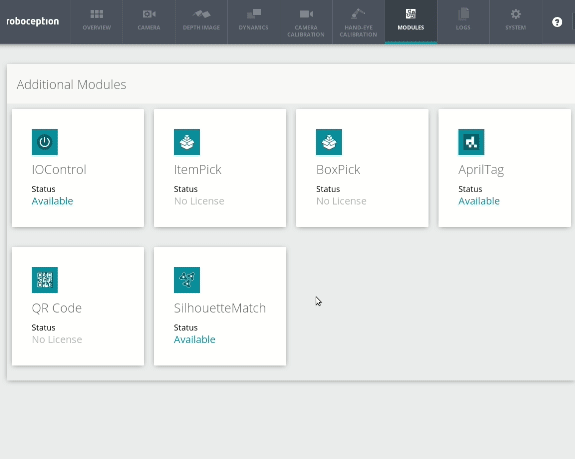 roboception
OVERVIEW
CAMERA
DEPTH IMAGE
DYNAMICS
CAMERA
CALIBRATION
HAND-EYE
CALIBRATION
MODULES
LOGS
SYSTEM
?
Additional Modules
IOControl
Status
Available
ItemPick
Status
No License
BoxPick
Status
No License
AprilTag
Status
Available
QR Code
Status
No License
SilhouetteMatch
Status
Available